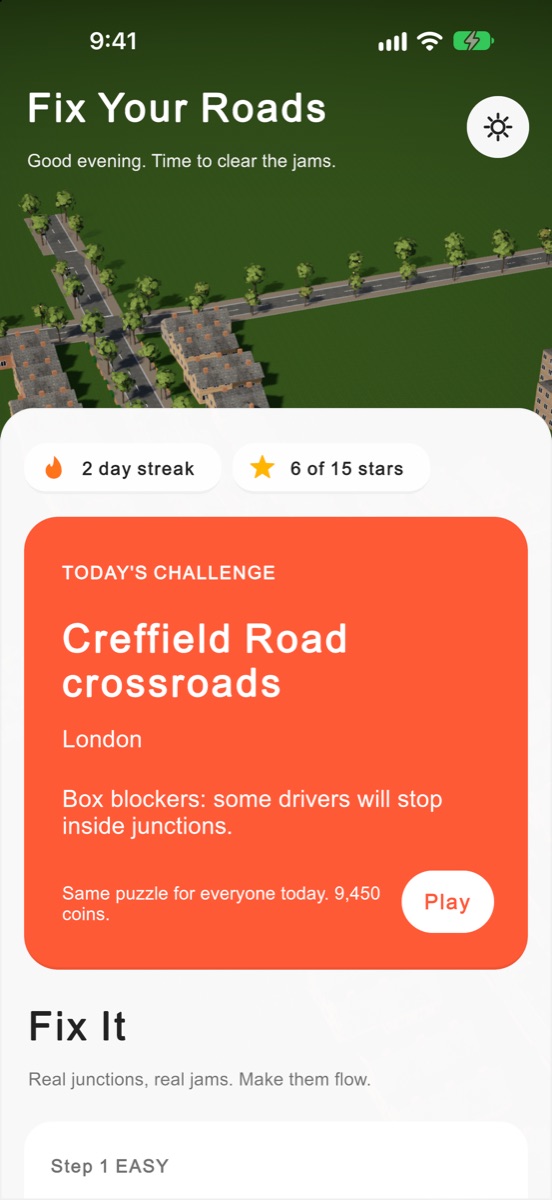 9:41
Fix Your Roads
Good evening. Time to clear the jams.
2 day streak
6 of 15 stars
TODAY'S CHALLENGE
Creffield Road
crossroads
London
Box blockers: some drivers will stop
inside junctions.
Same puzzle for everyone today. 9,450
coins.
Play
Fix It
Real junctions, real jams. Make them flow.
Step 1 EASY